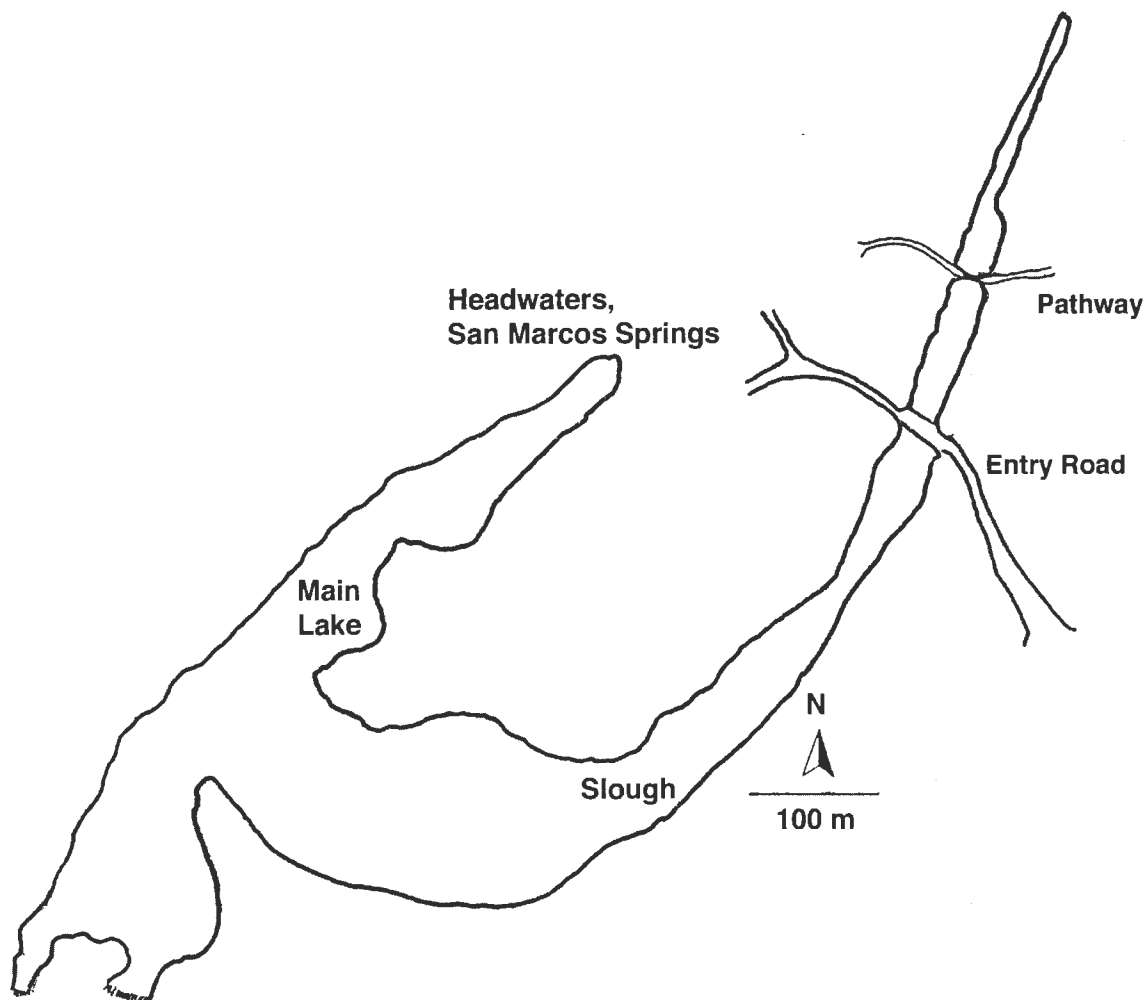 Headwaters,
San Marcos Springs
Pathway
Entry Road
Main
Lake
N
Slough
100 m